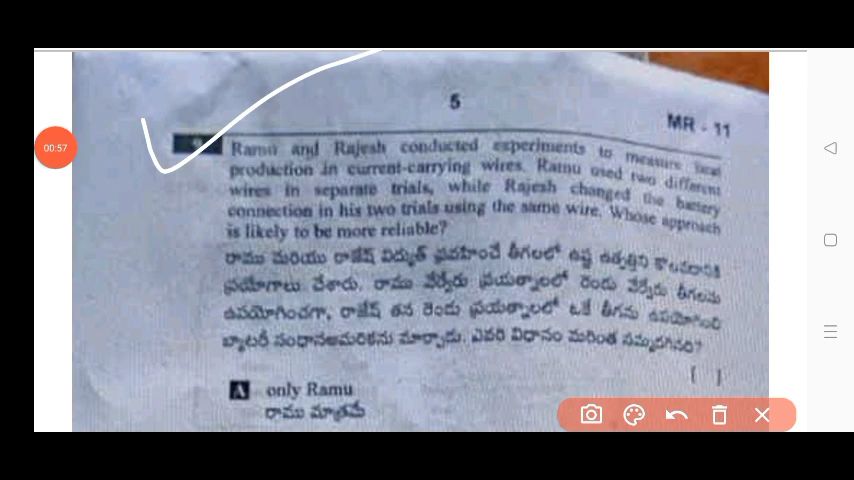 5
MR - 11
00:57
Ramu and Rajesh conducted experiments to measure heat
production in current-carrying wires. Ramu used two different
wires in separate trials, while Rajesh changed the battery
connection in his two trials using the same wire. Whose approach
is likely to be more reliable?
రాము మరియు రాజేష్ విద్యుత్ ప్రవహించే తీగలలో ఉష్ణ ఉత్పత్తిని కొలవడానికి
ప్రయోగాలు చేశారు. రాము వేర్వేరు ప్రయత్నాలలో రెండు వేర్వేరు తీగలను
ఉపయోగించగా, రాజేష్ తన రెండు ప్రయత్నాలలో ఒకే తీగను ఉపయోగించి
బ్యాటరీ సంధానఅమరికను మార్చాడు. ఎవరి విధానం మరింత నమ్మదగినది?
[ ]
A only Ramu
రాము మాత్రమే